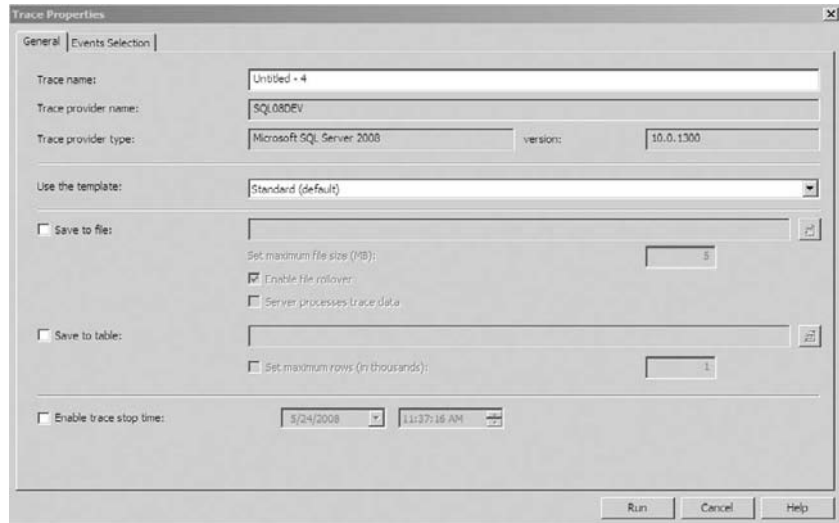 Trace Properties
General Events Selection
Trace name: Untitled - 4
Trace provider name: SQL08DEV
Trace provider type: Microsoft SQL Server 2008 version: 10.0.1300
Use the template: Standard (default)
Save to file:
Set maximum file size (MB): 5
Enable file rollover
Server processes trace data
Save to table:
Set maximum rows (in thousands): 1
Enable trace stop time: 5/24/2008 11:37:16 AM
Run Cancel Help